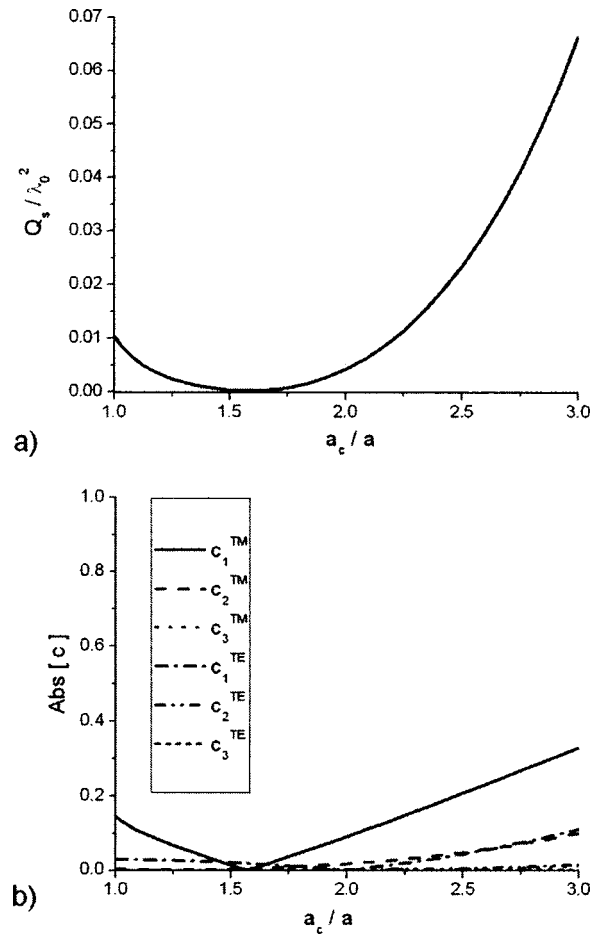 0.07
0.06
0.05
0.04
0.03
0.02
0.01
0.00
Q_s / λ_0^2
1.0 1.5 2.0 2.5 3.0
a_c / a
a)
1.0
0.8
0.6
0.4
0.2
0.0
Abs [ c ]
c_1^TM
c_2^TM
c_3^TM
c_1^TE
c_2^TE
c_3^TE
1.0 1.5 2.0 2.5 3.0
a_c / a
b)